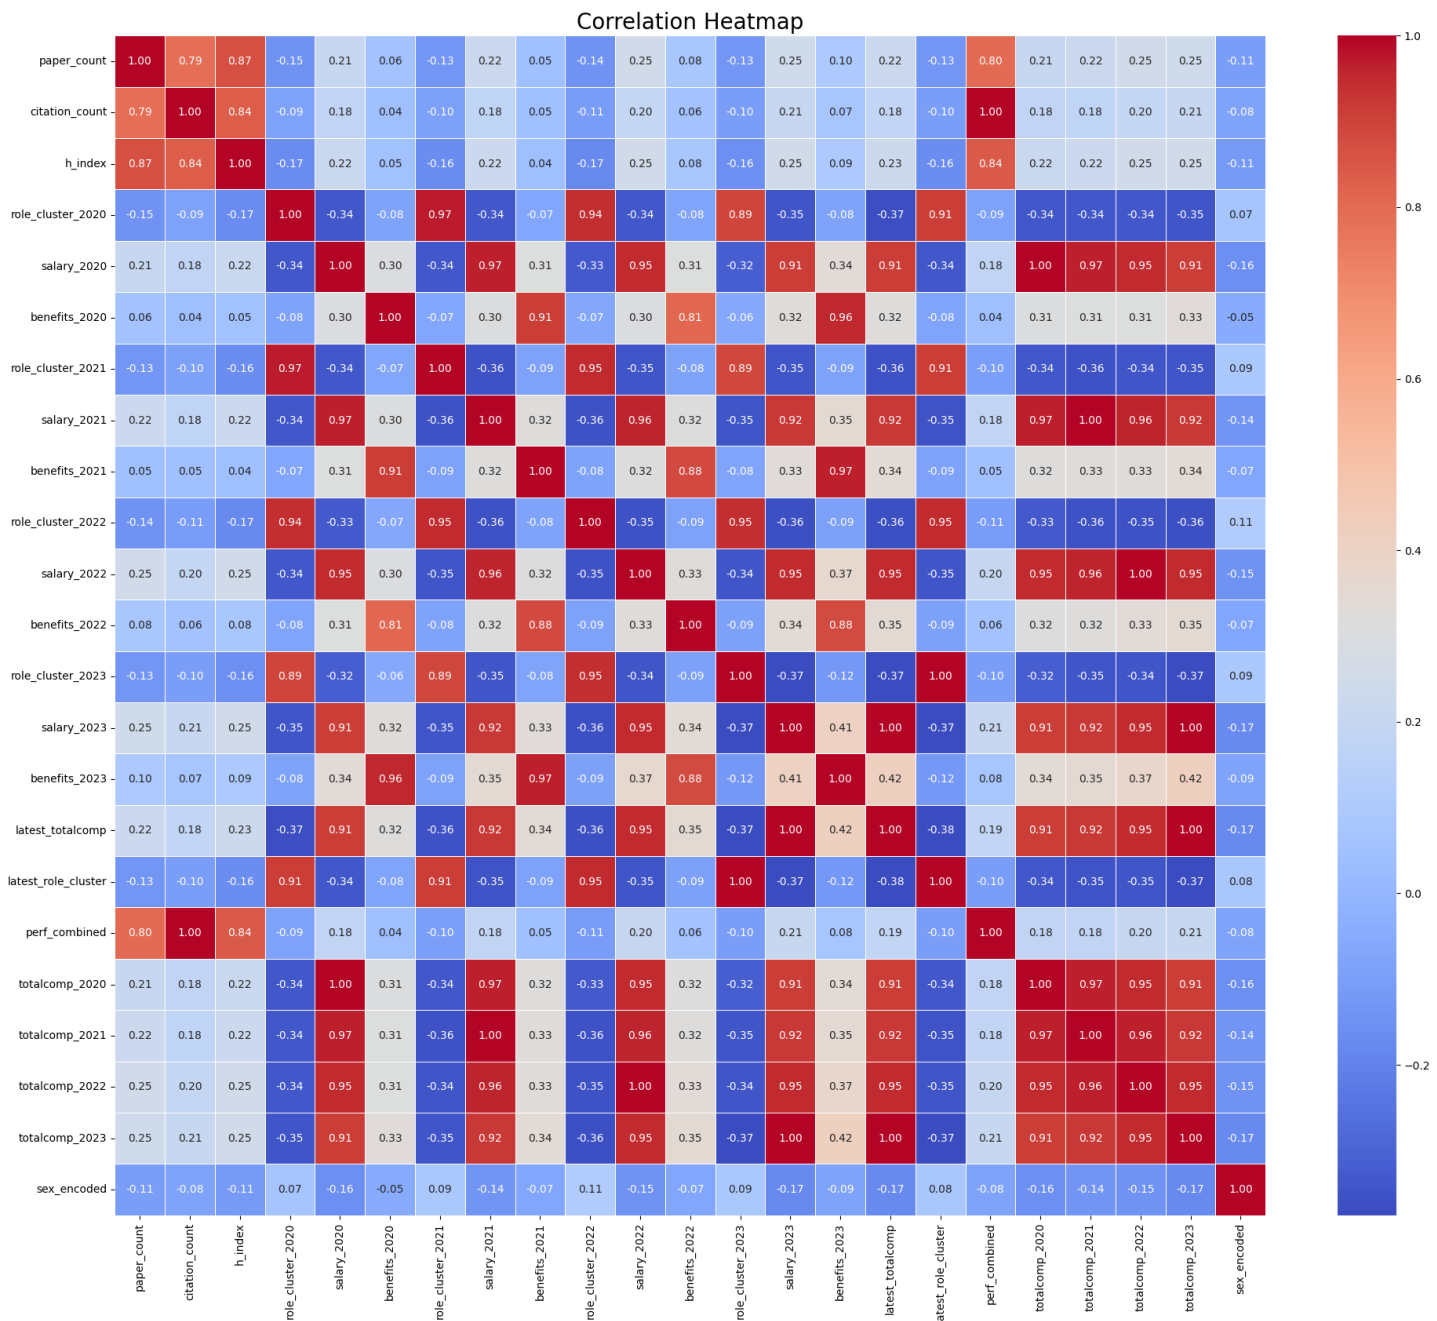 Correlation Heatmap
paper_count 1.00 0.79 0.87 -0.15 0.21 0.06 -0.13 0.22 0.05 -0.14 0.25 0.08 -0.13 0.25 0.10 0.22 -0.13 0.80 0.21 0.22 0.25 0.25 -0.11
citation_count 0.79 1.00 0.84 -0.09 0.18 0.04 -0.10 0.18 0.05 -0.11 0.20 0.06 -0.10 0.21 0.07 0.18 -0.10 1.00 0.18 0.18 0.20 0.21 -0.08
h_index 0.87 0.84 1.00 -0.17 0.22 0.05 -0.16 0.22 0.04 -0.17 0.25 0.08 -0.16 0.25 0.09 0.23 -0.16 0.84 0.22 0.22 0.25 0.25 -0.11
role_cluster_2020 -0.15 -0.09 -0.17 1.00 -0.34 -0.08 0.97 -0.34 -0.07 0.94 -0.34 -0.08 0.89 -0.35 -0.08 -0.37 0.91 -0.09 -0.34 -0.34 -0.34 -0.35 0.07
salary_2020 0.21 0.18 0.22 -0.34 1.00 0.30 -0.34 0.97 0.31 -0.33 0.95 0.31 -0.32 0.91 0.34 0.91 -0.34 0.18 1.00 0.97 0.95 0.91 -0.16
benefits_2020 0.06 0.04 0.05 -0.08 0.30 1.00 -0.07 0.30 0.91 -0.07 0.30 0.81 -0.06 0.32 0.96 0.32 -0.08 0.04 0.31 0.31 0.31 0.33 -0.05
role_cluster_2021 -0.13 -0.10 -0.16 0.97 -0.34 -0.07 1.00 -0.36 -0.09 0.95 -0.35 -0.08 0.89 -0.35 -0.09 -0.36 0.91 -0.10 -0.34 -0.36 -0.34 -0.35 0.09
salary_2021 0.22 0.18 0.22 -0.34 0.97 0.30 -0.36 1.00 0.32 -0.36 0.96 0.32 -0.35 0.92 0.35 0.92 -0.35 0.18 0.97 1.00 0.96 0.92 -0.14
benefits_2021 0.05 0.05 0.04 -0.07 0.31 0.91 -0.09 0.32 1.00 -0.08 0.32 0.88 -0.08 0.33 0.97 0.34 -0.09 0.05 0.32 0.33 0.33 0.34 -0.07
role_cluster_2022 -0.14 -0.11 -0.17 0.94 -0.33 -0.07 0.95 -0.36 -0.08 1.00 -0.35 -0.09 0.95 -0.36 -0.09 -0.36 0.95 -0.11 -0.33 -0.36 -0.35 -0.36 0.11
salary_2022 0.25 0.20 0.25 -0.34 0.95 0.30 -0.35 0.96 0.32 -0.35 1.00 0.33 -0.34 0.95 0.37 0.95 -0.35 0.20 0.95 0.96 1.00 0.95 -0.15
benefits_2022 0.08 0.06 0.08 -0.08 0.31 0.81 -0.08 0.32 0.88 -0.09 0.33 1.00 -0.09 0.34 0.88 0.35 -0.09 0.06 0.32 0.32 0.33 0.35 -0.07
role_cluster_2023 -0.13 -0.10 -0.16 0.89 -0.32 -0.06 0.89 -0.35 -0.08 0.95 -0.34 -0.09 1.00 -0.37 -0.12 -0.37 1.00 -0.10 -0.32 -0.35 -0.34 -0.37 0.09
salary_2023 0.25 0.21 0.25 -0.35 0.91 0.32 -0.35 0.92 0.33 -0.36 0.95 0.34 -0.37 1.00 0.41 1.00 -0.37 0.21 0.91 0.92 0.95 1.00 -0.17
benefits_2023 0.10 0.07 0.09 -0.08 0.34 0.96 -0.09 0.35 0.97 -0.09 0.37 0.88 -0.12 0.41 1.00 0.42 -0.12 0.08 0.34 0.35 0.37 0.42 -0.09
latest_totalcomp 0.22 0.18 0.23 -0.37 0.91 0.32 -0.36 0.92 0.34 -0.36 0.95 0.35 -0.37 1.00 0.42 1.00 -0.38 0.19 0.91 0.92 0.95 1.00 -0.17
latest_role_cluster -0.13 -0.10 -0.16 0.91 -0.34 -0.08 0.91 -0.35 -0.09 0.95 -0.35 -0.09 1.00 -0.37 -0.12 -0.38 1.00 -0.10 -0.34 -0.35 -0.35 -0.37 0.08
perf_combined 0.80 1.00 0.84 -0.09 0.18 0.04 -0.10 0.18 0.05 -0.11 0.20 0.06 -0.10 0.21 0.08 0.19 -0.10 1.00 0.18 0.18 0.20 0.21 -0.08
totalcomp_2020 0.21 0.18 0.22 -0.34 1.00 0.31 -0.34 0.97 0.32 -0.33 0.95 0.32 -0.32 0.91 0.34 0.91 -0.34 0.18 1.00 0.97 0.95 0.91 -0.16
totalcomp_2021 0.22 0.18 0.22 -0.34 0.97 0.31 -0.36 1.00 0.33 -0.36 0.96 0.32 -0.35 0.92 0.35 0.92 -0.35 0.18 0.97 1.00 0.96 0.92 -0.14
totalcomp_2022 0.25 0.20 0.25 -0.34 0.95 0.31 -0.34 0.96 0.33 -0.35 1.00 0.33 -0.34 0.95 0.37 0.95 -0.35 0.20 0.95 0.96 1.00 0.95 -0.15
totalcomp_2023 0.25 0.21 0.25 -0.35 0.91 0.33 -0.35 0.92 0.34 -0.36 0.95 0.35 -0.37 1.00 0.42 1.00 -0.37 0.21 0.91 0.92 0.95 1.00 -0.17
sex_encoded -0.11 -0.08 -0.11 0.07 -0.16 -0.05 0.09 -0.14 -0.07 0.11 -0.15 -0.07 0.09 -0.17 -0.09 -0.17 0.08 -0.08 -0.16 -0.14 -0.15 -0.17 1.00
paper_count
citation_count
h_index
role_cluster_2020
salary_2020
benefits_2020
role_cluster_2021
salary_2021
benefits_2021
role_cluster_2022
salary_2022
benefits_2022
role_cluster_2023
salary_2023
benefits_2023
latest_totalcomp
atest_role_cluster
perf_combined
totalcomp_2020
totalcomp_2021
totalcomp_2022
totalcomp_2023
sex_encoded
1.0
0.8
0.6
0.4
0.2
0.0
−0.2